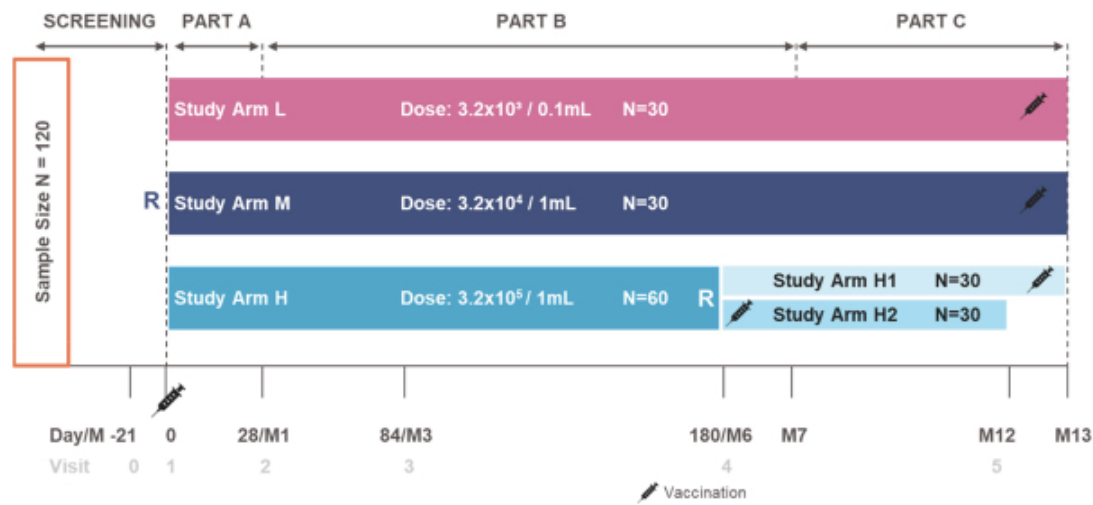 SCREENING PART A PART B PART C
Sample Size N = 120
Study Arm L Dose: 3.2x10³ / 0.1mL N=30
R Study Arm M Dose: 3.2x10⁴ / 1mL N=30
Study Arm H Dose: 3.2x10⁵ / 1mL N=60 R
Study Arm H1 N=30
Study Arm H2 N=30
Day/M -21 0 28/M1 84/M3 180/M6 M7 M12 M13
Visit 0 1 2 3 4 5
Vaccination